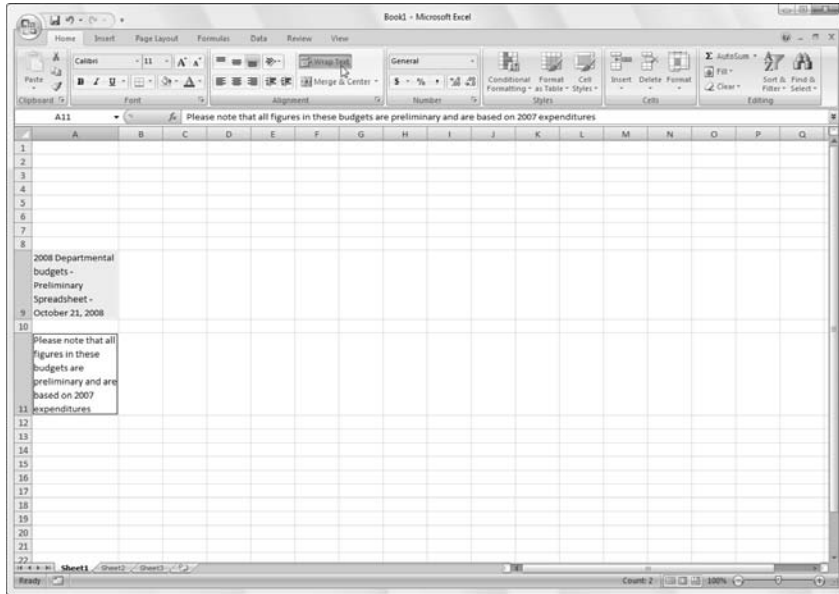 Book1 - Microsoft Excel
Home Insert Page Layout Formulas Data Review View
Calibri 11 A A Wrap Text General Σ AutoSum
Paste B I U A Merge & Center $ % , Conditional Formatting as Table Cell Styles Insert Delete Format Fill Clear Sort & Filter Find & Select
Clipboard Font Alignment Number Styles Cells Editing
A11 fx Please note that all figures in these budgets are preliminary and are based on 2007 expenditures
A B C D E F G H I J K L M N O P Q
1
2
3
4
5
6
7
8
2008 Departmental
budgets -
Preliminary
Spreadsheet -
9 October 21, 2008
10
Please note that all
figures in these
budgets are
preliminary and are
based on 2007
11 expenditures
12
13
14
15
16
17
18
19
20
21
22
Sheet1 Sheet2 Sheet3
Ready Count: 2 100%